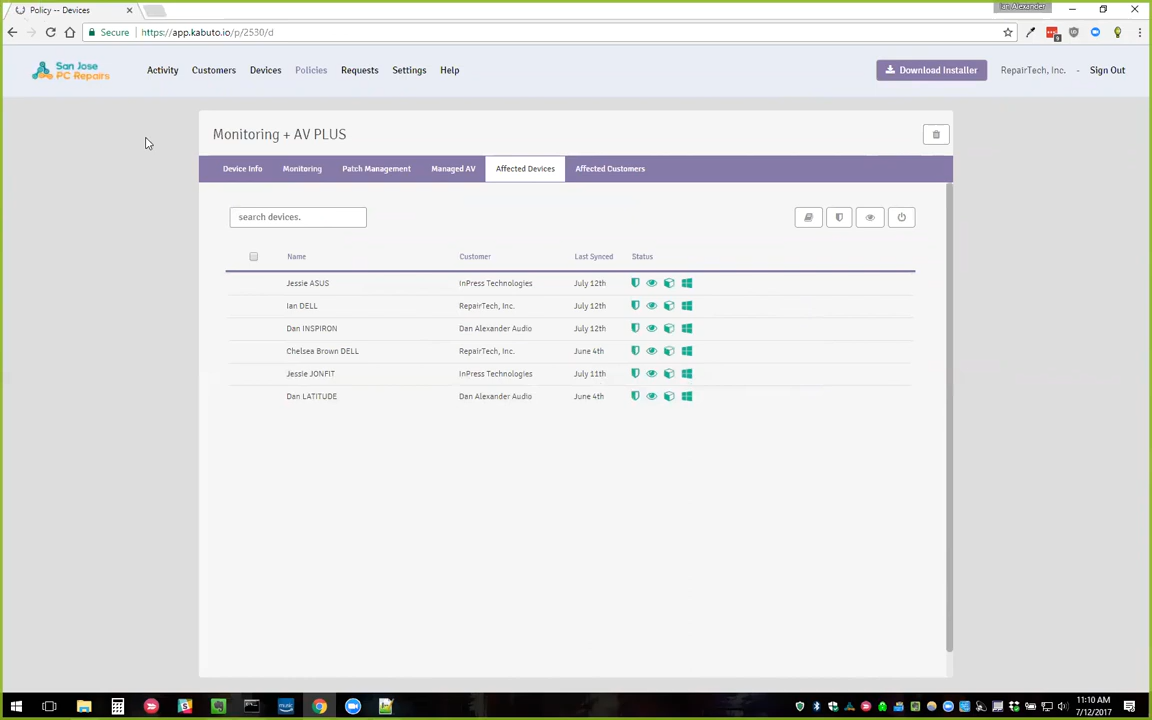 Policy -- Devices
Ian Alexander
Secure
https://app.kabuto.io/p/2530/d
San Jose
PC Repairs
Activity
Customers
Devices
Policies
Requests
Settings
Help
Download Installer
RepairTech, Inc.
-
Sign Out
Monitoring + AV PLUS
Device Info
Monitoring
Patch Management
Managed AV
Affected Devices
Affected Customers
search devices.
Name Customer Last Synced Status
Jessie ASUS InPress Technologies July 12th
Ian DELL RepairTech, Inc. July 12th
Dan INSPIRON Dan Alexander Audio July 12th
Chelsea Brown DELL RepairTech, Inc. June 4th
Jessie JONFIT InPress Technologies July 11th
Dan LATITUDE Dan Alexander Audio June 4th
music
11:10 AM
7/12/2017